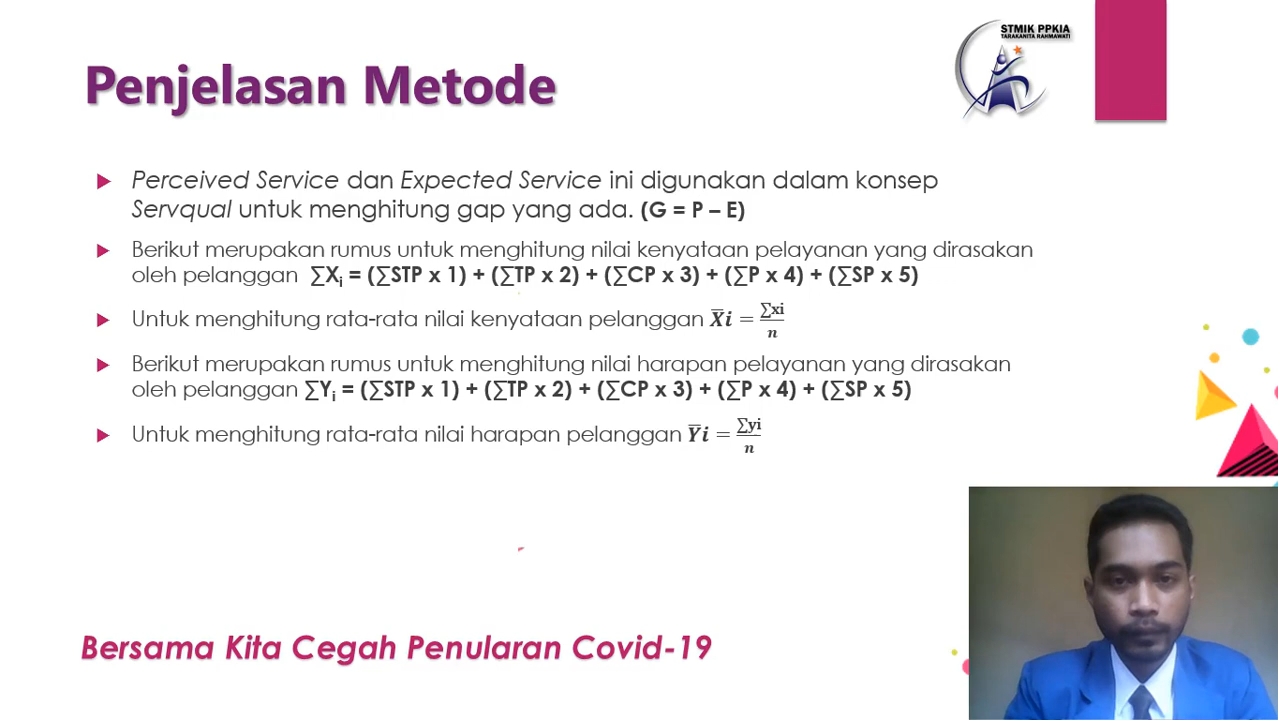 STMIK PPKIA
TARAKANITA RAHMAWATI
Penjelasan Metode
Perceived Service dan Expected Service ini digunakan dalam konsep
Servqual untuk menghitung gap yang ada. (G = P – E)
Berikut merupakan rumus untuk menghitung nilai kenyataan pelayanan yang dirasakan
oleh pelanggan ∑Xi = (∑STP x 1) + (∑TP x 2) + (∑CP x 3) + (∑P x 4) + (∑SP x 5)
Untuk menghitung rata-rata nilai kenyataan pelanggan X̅i = ∑xi/n
Berikut merupakan rumus untuk menghitung nilai harapan pelayanan yang dirasakan
oleh pelanggan ∑Yi = (∑STP x 1) + (∑TP x 2) + (∑CP x 3) + (∑P x 4) + (∑SP x 5)
Untuk menghitung rata-rata nilai harapan pelanggan Y̅i = ∑yi/n
Bersama Kita Cegah Penularan Covid-19